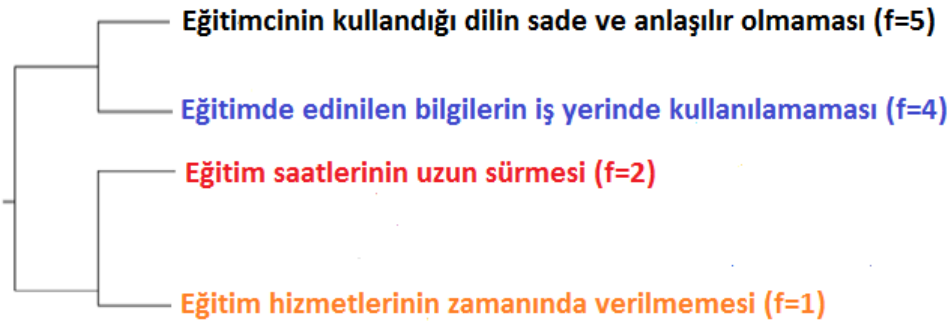 Eğitimcinin kullandığı dilin sade ve anlaşılır olmaması (f=5)
Eğitimde edinilen bilgilerin iş yerinde kullanılamaması (f=4)
Eğitim saatlerinin uzun sürmesi (f=2)
Eğitim hizmetlerinin zamanında verilmemesi (f=1)